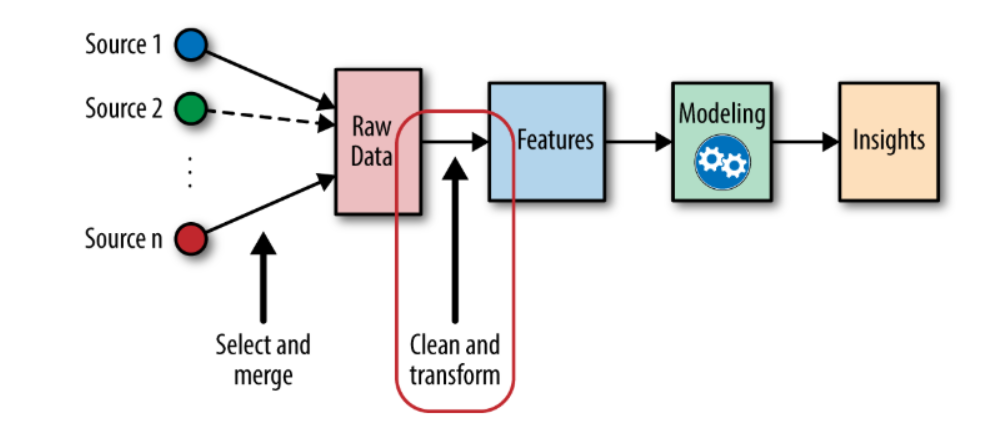 Source 1
Source 2
Source n
Raw
Data
Features
Modeling
Insights
Select and
merge
Clean and
transform